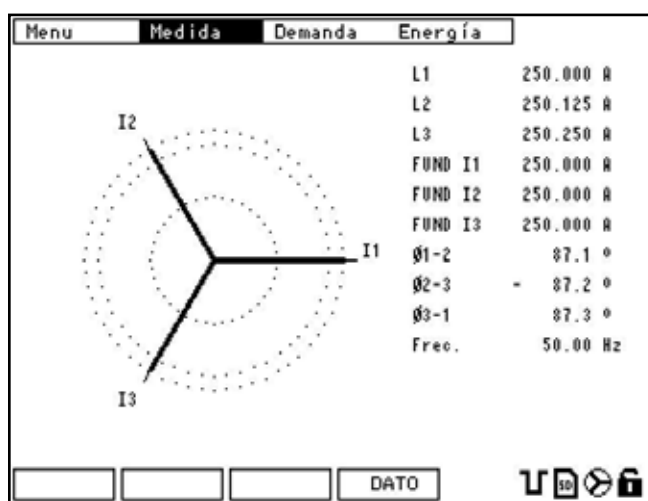 Menu Medida Demanda Energía
L1 250.000 A
L2 250.125 A
L3 250.250 A
FUND I1 250.000 A
FUND I2 250.000 A
FUND I3 250.000 A
Ø1-2 87.1 º
Ø2-3 - 87.2 º
Ø3-1 87.3 º
Frec. 50.00 Hz
I2
I1
I3
DATO
SD